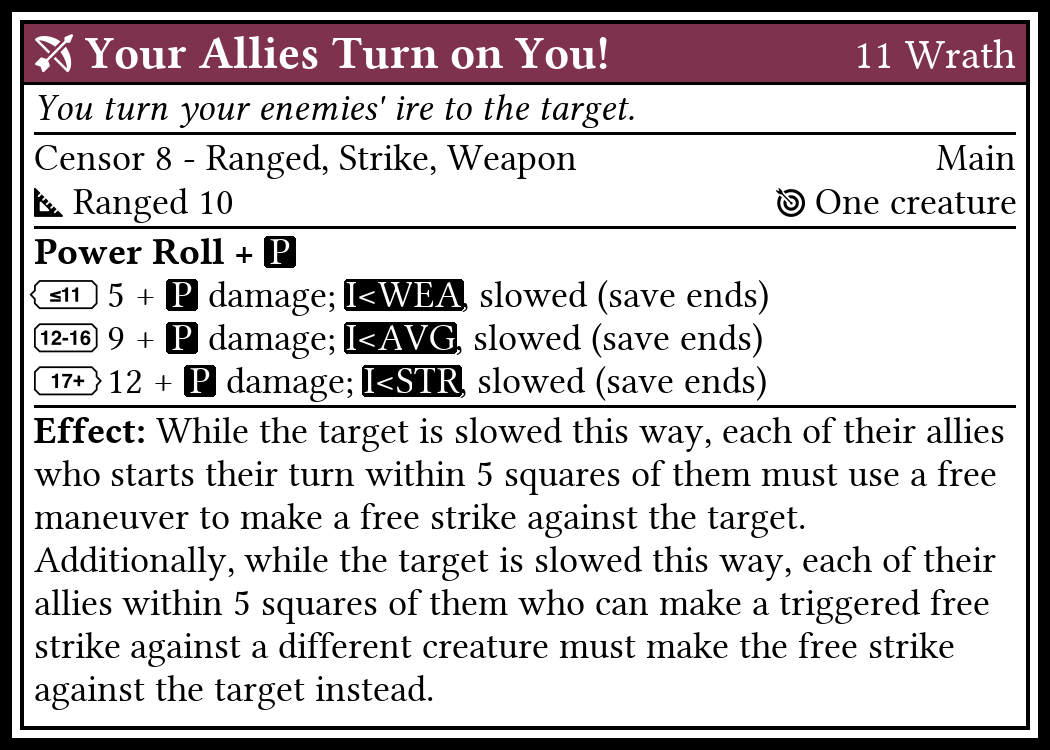 Your Allies Turn on You! 11 Wrath
You turn your enemies' ire to the target.
Censor 8 - Ranged, Strike, Weapon Main
Ranged 10 One creature
Power Roll + P
≤11 5 + P damage; I<WEA, slowed (save ends)
12-16 9 + P damage; I<AVG, slowed (save ends)
17+ 12 + P damage; I<STR, slowed (save ends)
Effect: While the target is slowed this way, each of their allies
who starts their turn within 5 squares of them must use a free
maneuver to make a free strike against the target.
Additionally, while the target is slowed this way, each of their
allies within 5 squares of them who can make a triggered free
strike against a different creature must make the free strike
against the target instead.